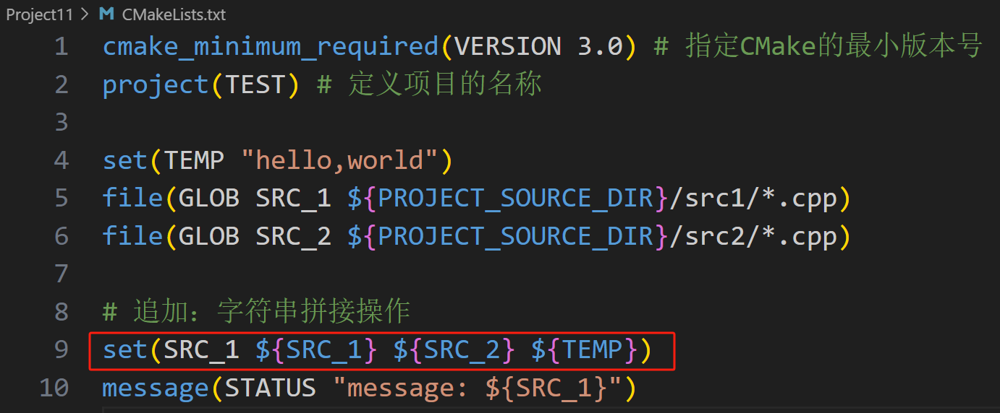 Project11 > CMakeLists.txt
1 cmake_minimum_required(VERSION 3.0) # 指定CMake的最小版本号
2 project(TEST) # 定义项目的名称
3
4 set(TEMP "hello,world")
5 file(GLOB SRC_1 ${PROJECT_SOURCE_DIR}/src1/*.cpp)
6 file(GLOB SRC_2 ${PROJECT_SOURCE_DIR}/src2/*.cpp)
7
8 # 追加：字符串拼接操作
9 set(SRC_1 ${SRC_1} ${SRC_2} ${TEMP})
10 message(STATUS "message: ${SRC_1}")